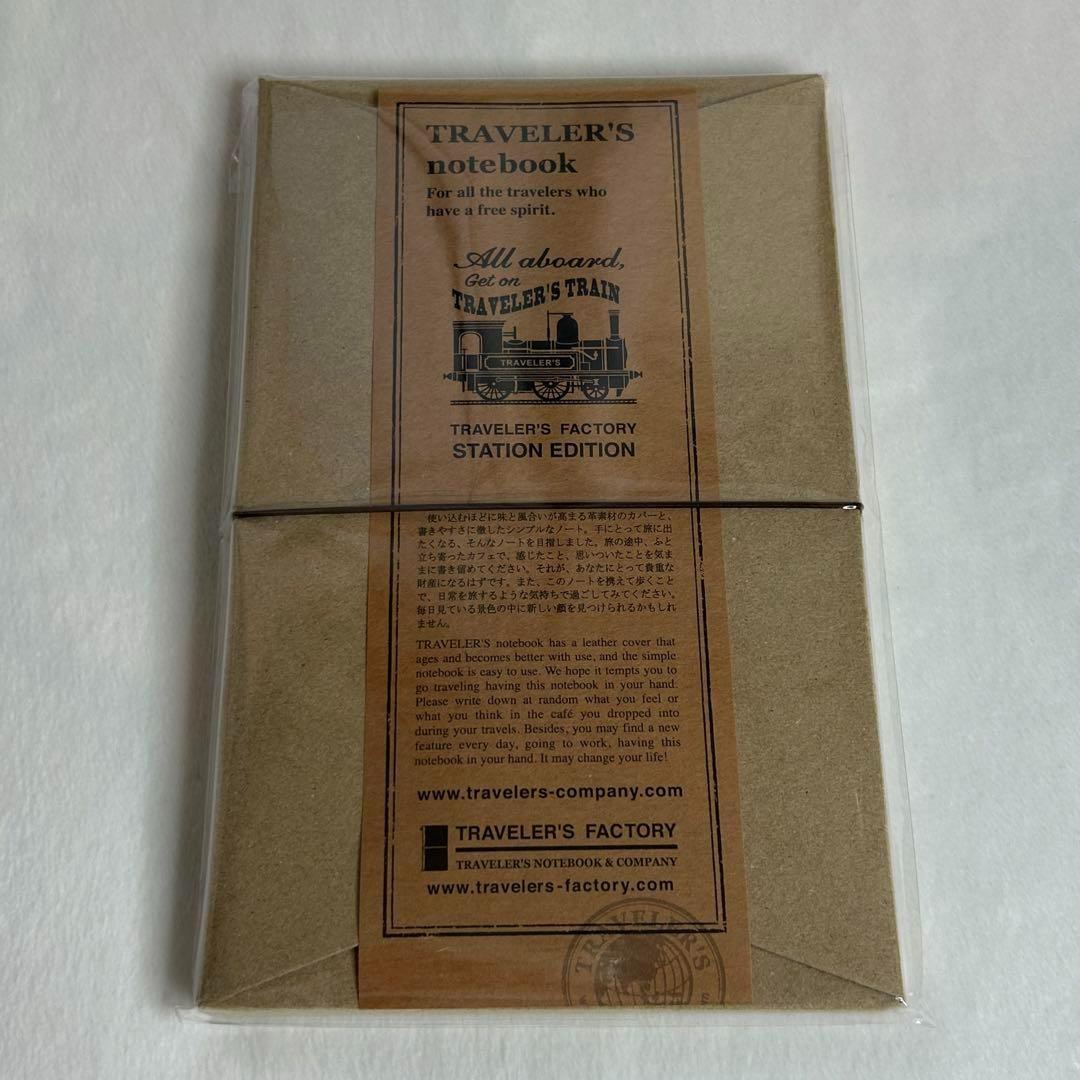 TRAVELER'S
notebook
For all the travelers who
have a free spirit.
All aboard,
Get on
TRAVELER'S TRAIN
TRAVELER'S
TRAVELER'S FACTORY
STATION EDITION
使い込むほどに味と風合いが高まる革素材のカバーと、
書きやすさに徹したシンプルなノート。手にとって旅に出
たくなる、そんなノートを目指しました。旅の途中、ふと
立ち寄ったカフェで、感じたこと、思いついたことを気ま
まに書き留めてください。それが、あなたにとって貴重な
財産になるはずです。また、このノートを携えて歩くこと
で、日常を旅するような気持ちで過ごしてみてください。
毎日見ている景色の中に新しい顔を見つけられるかもしれ
ません。
TRAVELER'S notebook has a leather cover that
ages and becomes better with use, and the simple
notebook is easy to use. We hope it tempts you to
go traveling having this notebook in your hand.
Please write down at random what you feel or
what you think in the café you dropped into
during your travels. Besides, you may find a new
feature every day, going to work, having this
notebook in your hand. It may change your life!
www.travelers-company.com
TRAVELER'S FACTORY
TRAVELER'S NOTEBOOK & COMPANY
www.travelers-factory.com
TRAVELER'S